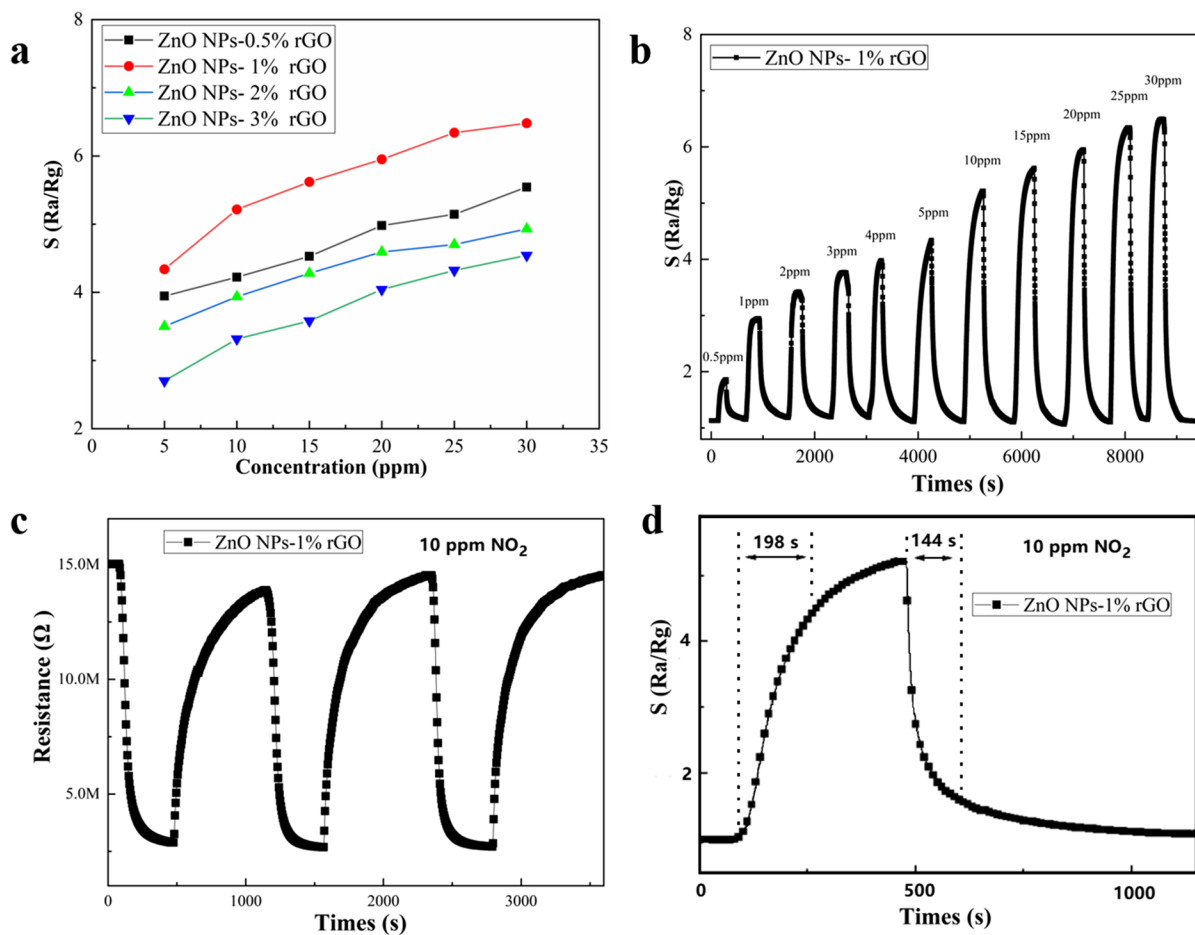 a
8
6
4
2
S (Ra/Rg)
ZnO NPs-0.5% rGO
ZnO NPs- 1% rGO
ZnO NPs- 2% rGO
ZnO NPs- 3% rGO
0 5 10 15 20 25 30 35
Concentration (ppm)
b
8
6
4
2
S (Ra/Rg)
ZnO NPs- 1% rGO
0.5ppm
1ppm
2ppm
3ppm
4ppm
5ppm
10ppm
15ppm
20ppm
25ppm
30ppm
0 2000 4000 6000 8000
Times (s)
c
15.0M
10.0M
5.0M
Resistance (Ω )
ZnO NPs-1% rGO
10 ppm NO2
0 1000 2000 3000
Times (s)
d
4
2
S (Ra/Rg)
198 s
144 s
10 ppm NO2
ZnO NPs-1% rGO
0 500 1000
Times (s)